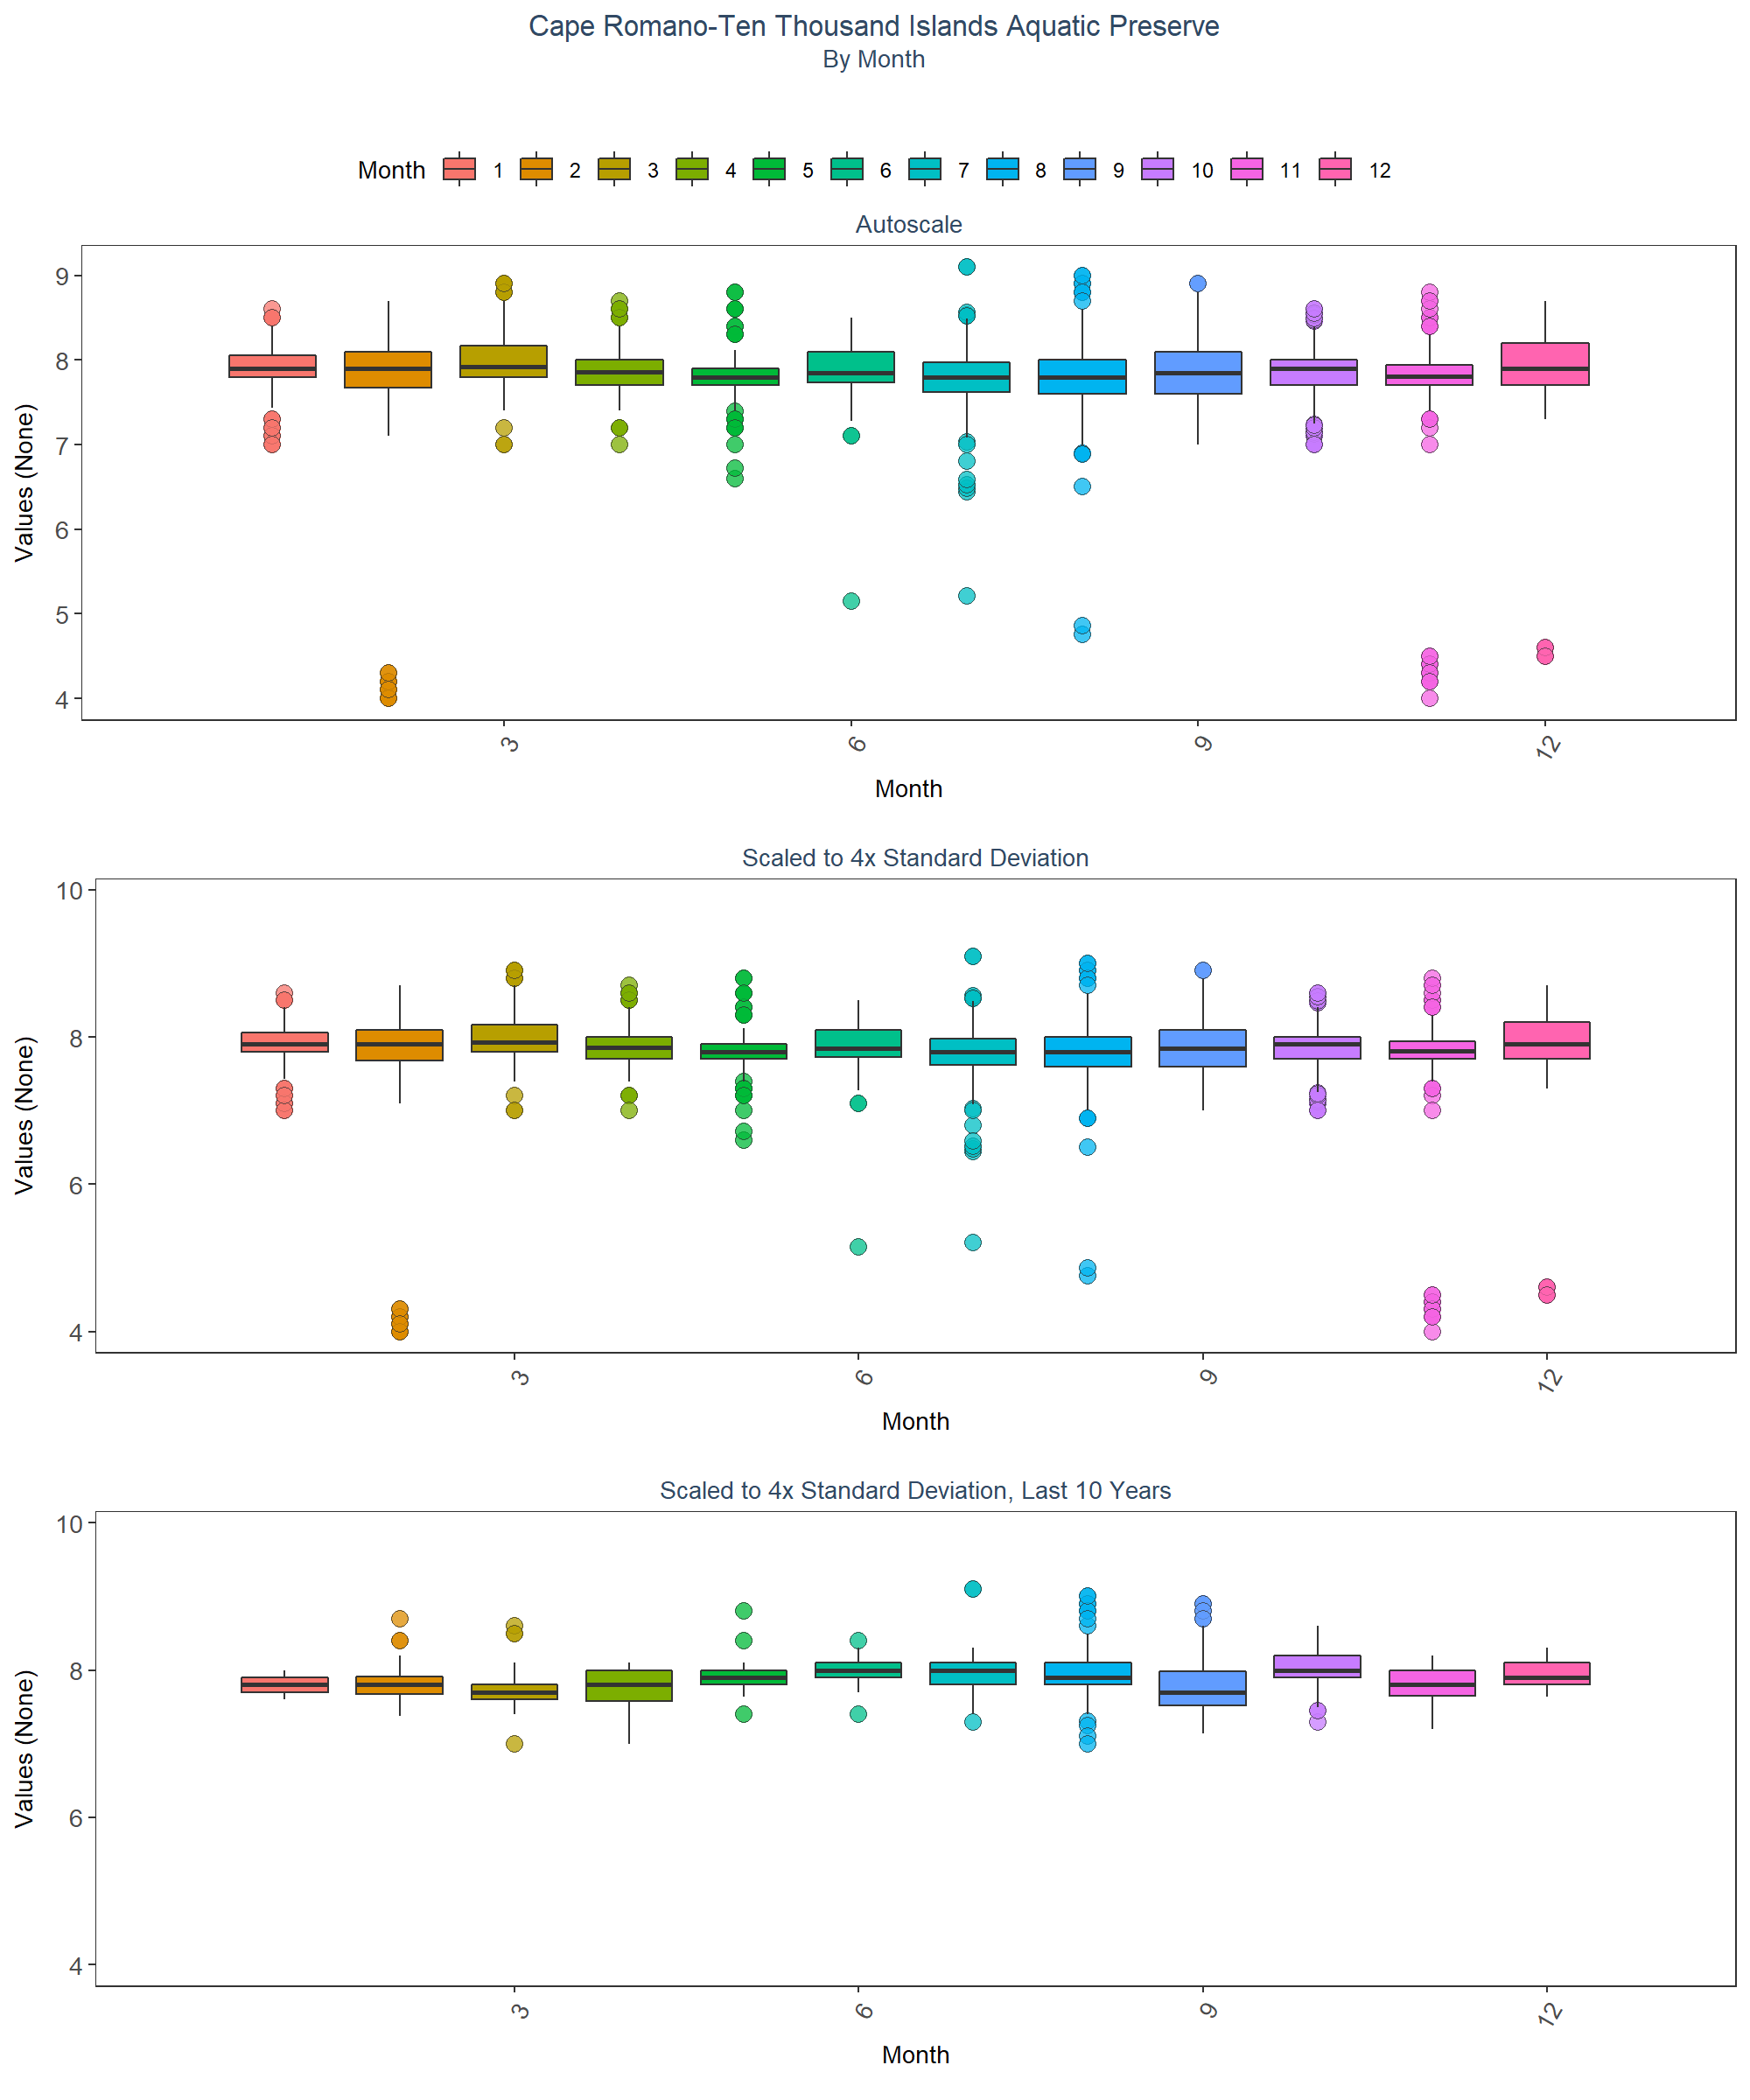 Cape Romano-Ten Thousand Islands Aquatic Preserve
By Month
Month 1 2 3 4 5 6 7 8 9 10 11 12
Autoscale
Values (None)
9
8
7
6
5
4
3 6 9 12
Month
Scaled to 4x Standard Deviation
Values (None)
10
8
6
4
3 6 9 12
Month
Scaled to 4x Standard Deviation, Last 10 Years
Values (None)
10
8
6
4
3 6 9 12
Month